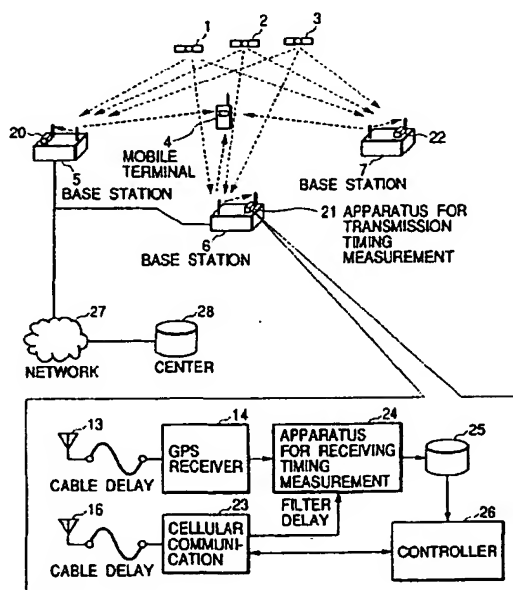 1
2
3
20
4
MOBILE
TERMINAL
22
5
BASE STATION
7
BASE STATION
6
BASE STATION
21 APPARATUS FOR
TRANSMISSION
TIMING
MEASUREMENT
27
NETWORK
28
CENTER
13
CABLE DELAY
14
GPS
RECEIVER
24
APPARATUS
FOR RECEIVING
TIMING
MEASUREMENT
25
16
CABLE DELAY
23
CELLULAR
COMMUNI-
CATION
FILTER
DELAY
26
CONTROLLER